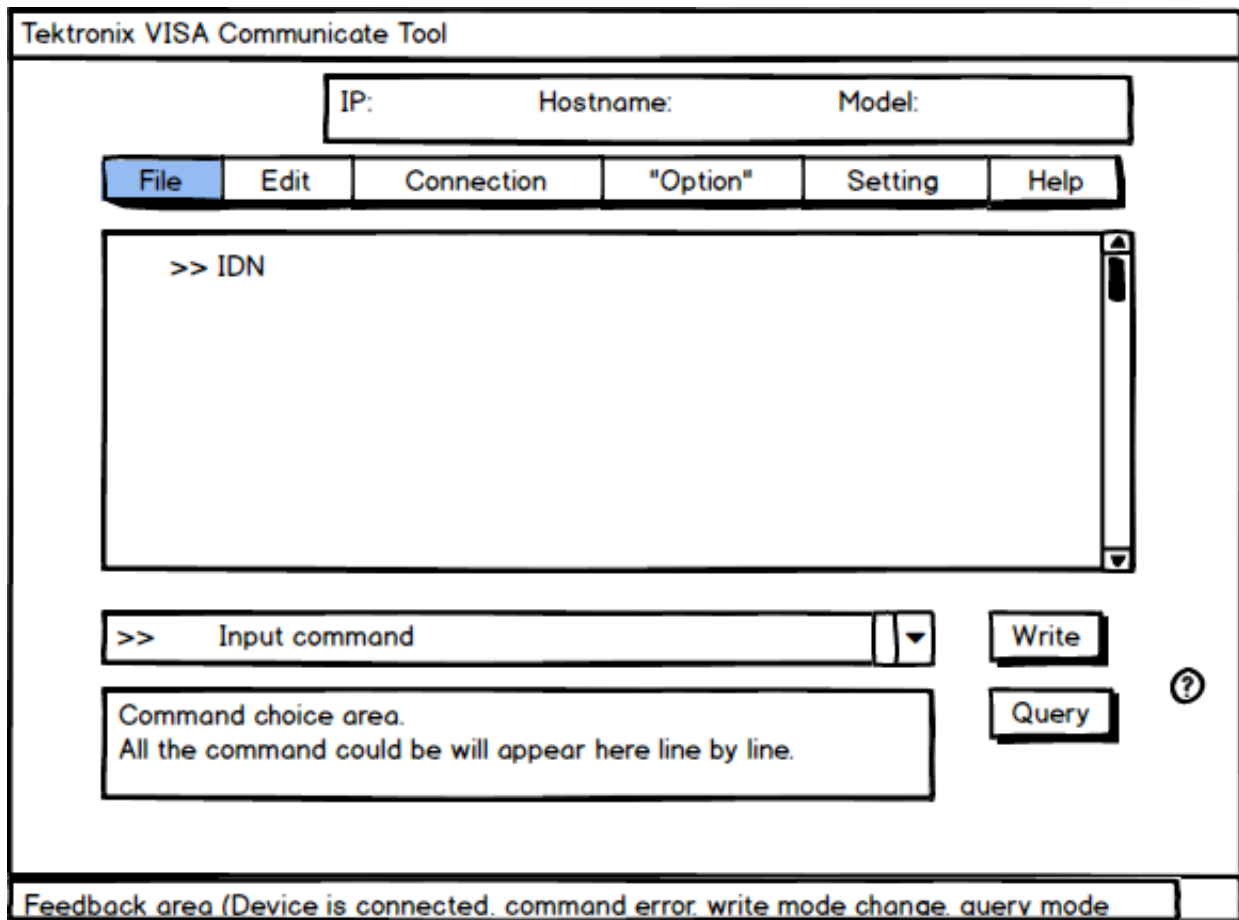 Tektronix VISA Communicate Tool
IP: Hostname: Model:
File Edit Connection "Option" Setting Help
>> IDN
>> Input command
Write
Command choice area.
All the command could be will appear here line by line.
Query
?
Feedback area (Device is connected. command error. write mode change. query mode